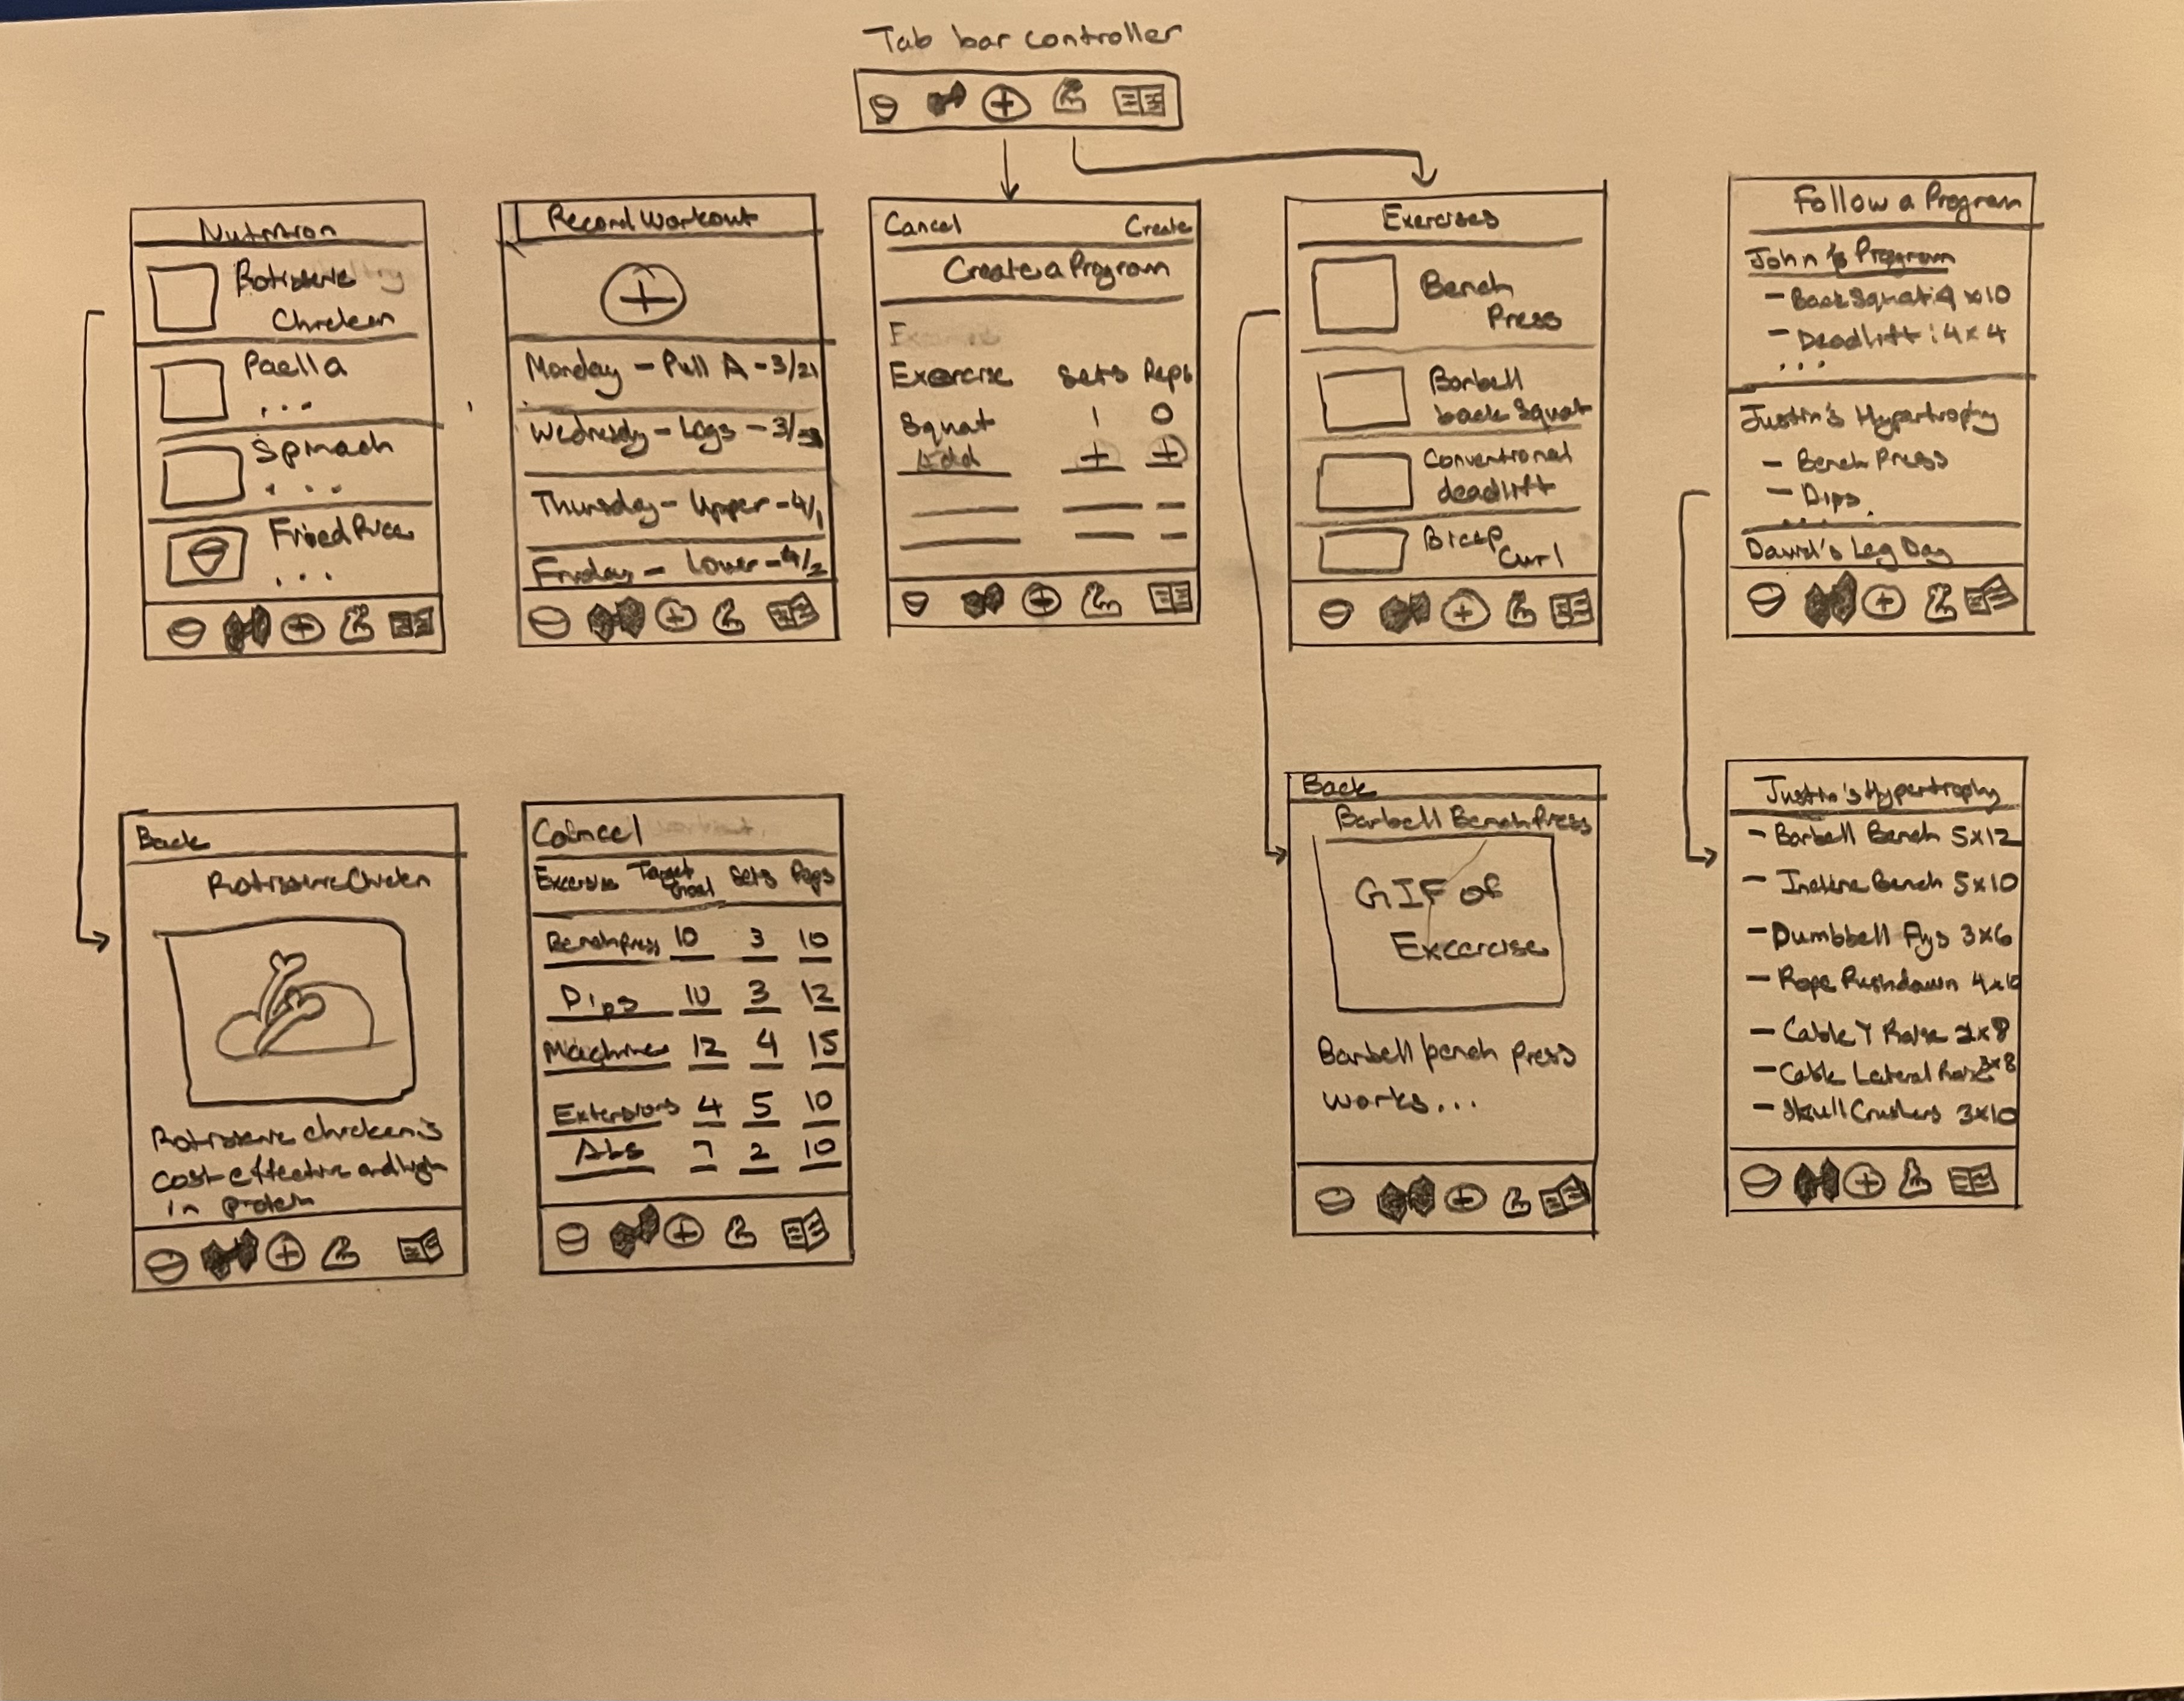 Tab bar controller
Nutrition
Rotisserie
Chicken
Paella
...
Spinach
...
Fried Rice
...
Record Workout
Monday - Pull A - 3/21
Wednesday - Legs - 3/
Thursday - Upper - 4/1
Friday - Lower - 4/2
Cancel Create
Create a Program
Exercise Sets Reps
Squat 1 0
Add + +
Exercises
Bench
Press
Barbell
back Squat
Conventional
deadlift
Bicep
Curl
Follow a Program
John's Program
- Back Squat: 4 x10
- Deadlift: 4x4
...
Justin's Hypertrophy
- Bench Press
- Dips
...
David's Leg Day
Back
Rotisserie Chicken
Rotisserie chicken is
cost effective and high
in protein
Cancel
Excersise Target Goal Sets Reps
Bench Press 10 3 10
Dips 10 3 12
Machines 12 4 15
Extensions 4 5 10
Abs 7 2 10
Back
Barbell Bench Press
GIF of
Excercise
Barbell bench press
works...
Justin's Hypertrophy
- Barbell Bench 5x12
- Incline Bench 5x10
- Dumbbell Flys 3x6
- Rope Pushdown 4x10
- Cable Y Raise 2x8
- Cable Lateral Raise 3x8
- Skull Crushers 3x10